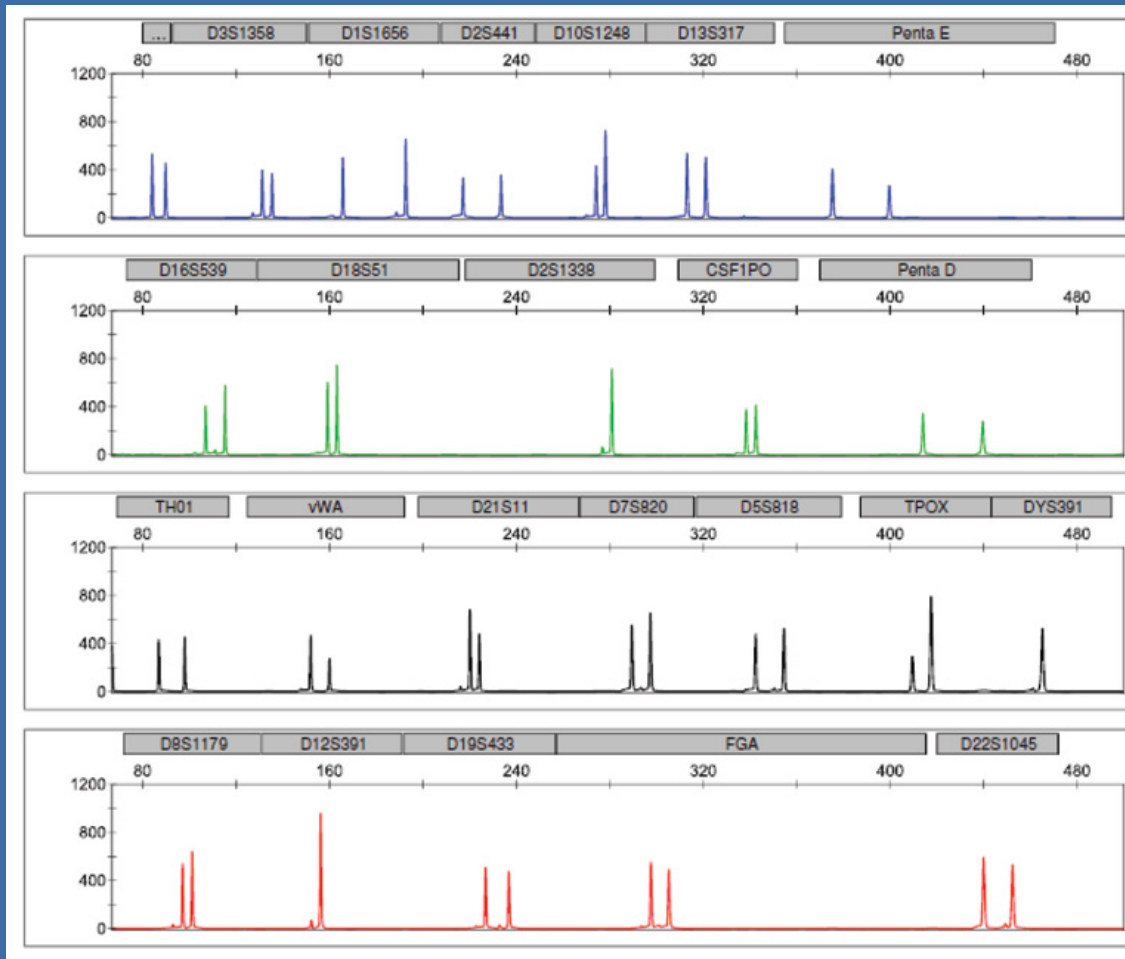 ... D3S1358 D1S1656 D2S441 D10S1248 D13S317 Penta E
80 160 240 320 400 480
1200
800
400
0
D16S539 D18S51 D2S1338 CSF1PO Penta D
80 160 240 320 400 480
1200
800
400
0
TH01 vWA D21S11 D7S820 D5S818 TPOX DYS391
80 160 240 320 400 480
1200
800
400
0
D8S1179 D12S391 D19S433 FGA D22S1045
80 160 240 320 400 480
1200
800
400
0